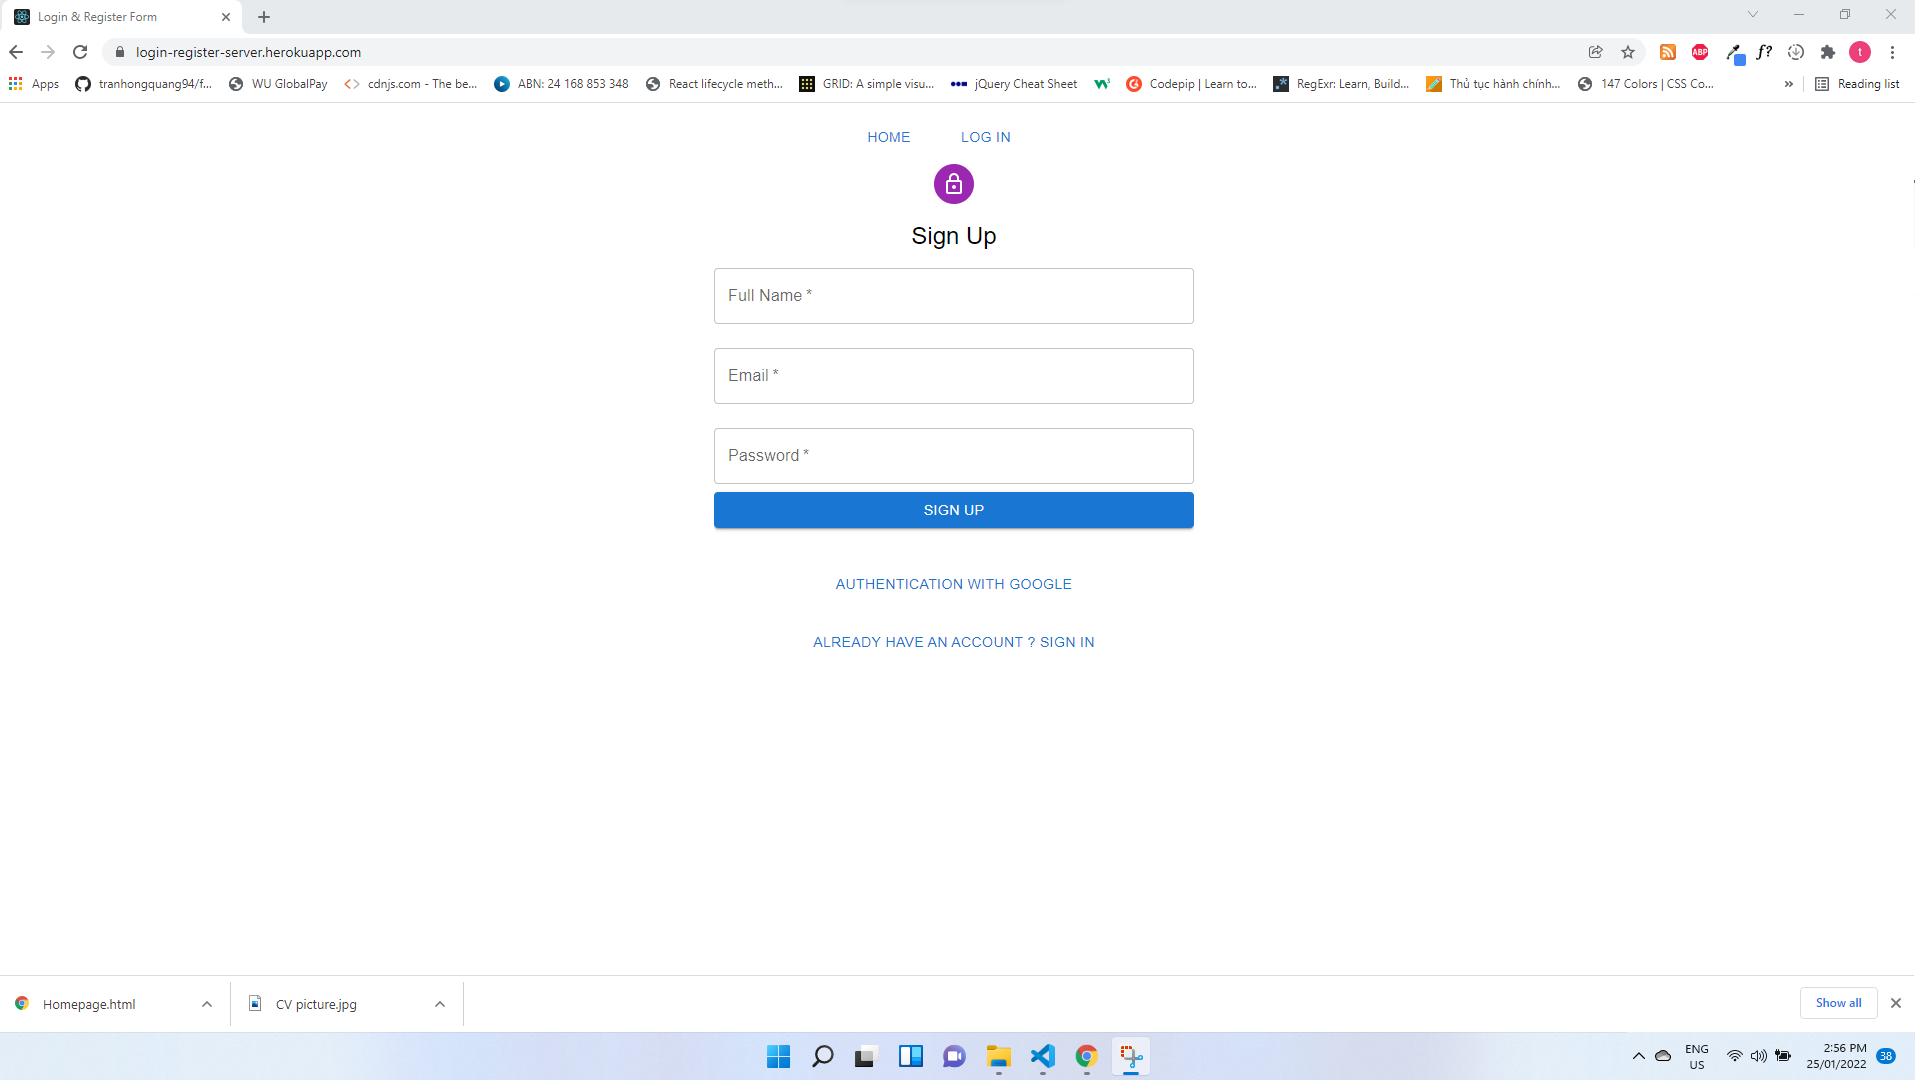 Login & Register Form
login-register-server.herokuapp.com
ABP
f?
t
Apps
tranhongquang94/f...
WU GlobalPay
cdnjs.com - The be...
ABN: 24 168 853 348
React lifecycle meth...
GRID: A simple visu...
jQuery Cheat Sheet
Codepip | Learn to...
RegExr: Learn, Build...
Thủ tục hành chính...
147 Colors | CSS Co...
»
Reading list
HOME
LOG IN
Sign Up
Full Name *
Email *
Password *
SIGN UP
AUTHENTICATION WITH GOOGLE
ALREADY HAVE AN ACCOUNT ? SIGN IN
Homepage.html
CV picture.jpg
Show all
ENG
US
2:56 PM
25/01/2022
38